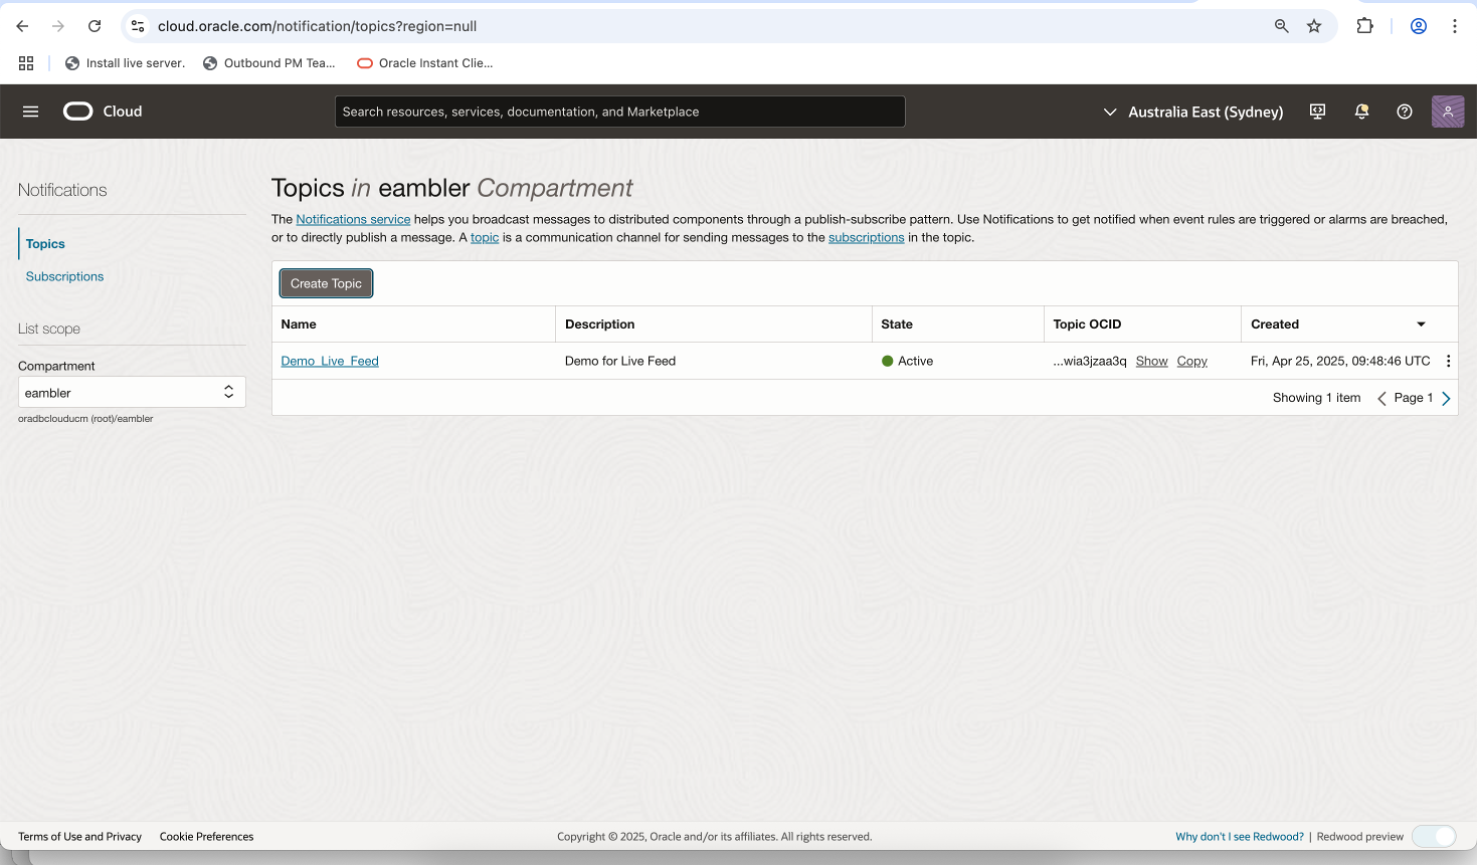 cloud.oracle.com/notification/topics?region=null
Install live server.
Outbound PM Tea...
Oracle Instant Clie...
Cloud
Search resources, services, documentation, and Marketplace
Australia East (Sydney)
Notifications
Topics
Subscriptions
List scope
Compartment
eambler
oradbclouducm (root)/eambler
Topics in eambler Compartment
The Notifications service helps you broadcast messages to distributed components through a publish-subscribe pattern. Use Notifications to get notified when event rules are triggered or alarms are breached,
or to directly publish a message. A topic is a communication channel for sending messages to the subscriptions in the topic.
Create Topic
Name Description State Topic OCID Created
Demo_Live_Feed Demo for Live Feed Active ...wia3jzaa3q Show Copy Fri, Apr 25, 2025, 09:48:46 UTC
Showing 1 item Page 1
Terms of Use and Privacy Cookie Preferences
Copyright © 2025, Oracle and/or its affiliates. All rights reserved.
Why don't I see Redwood? | Redwood preview